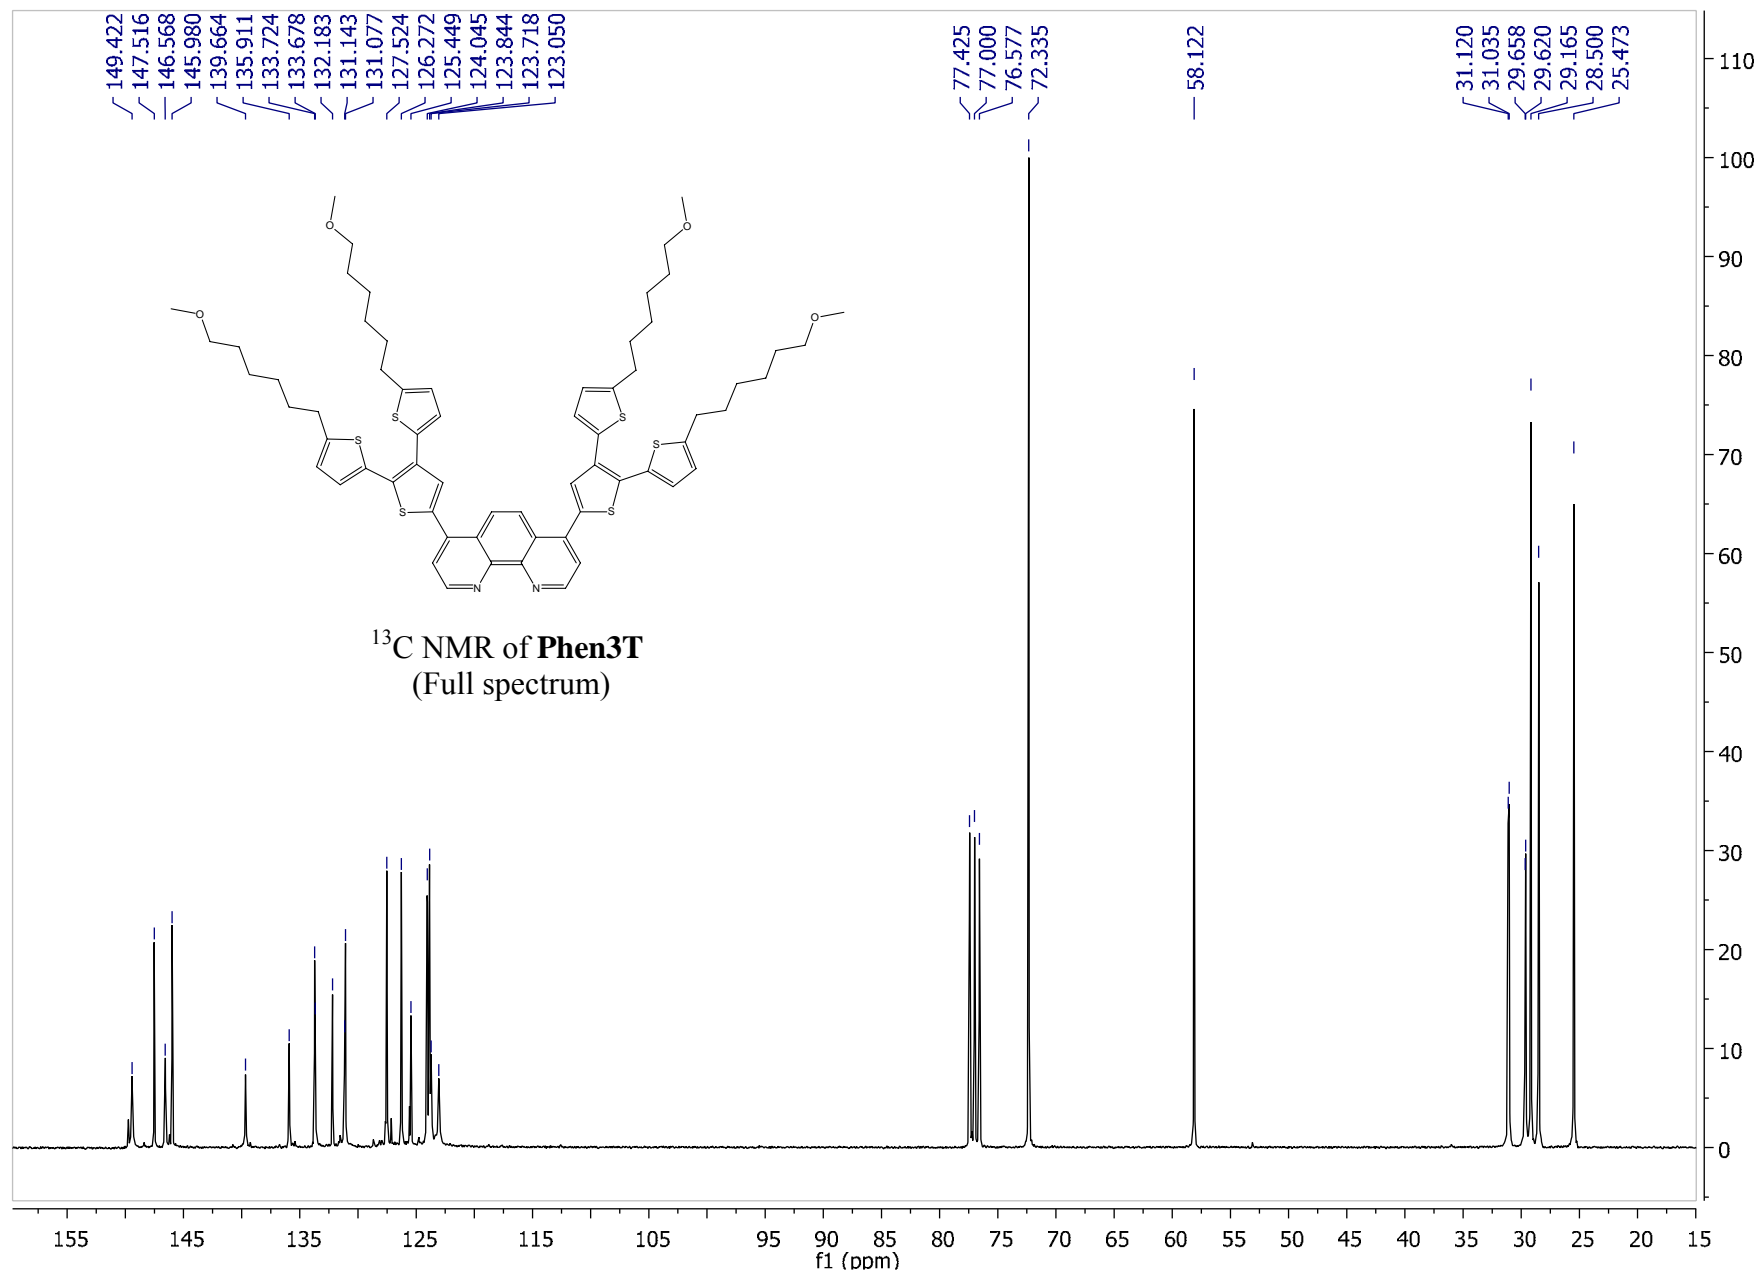 149.422
147.516
146.568
145.980
139.664
135.911
133.724
133.678
132.183
131.143
131.077
127.524
126.272
125.449
124.045
123.844
123.718
123.050
77.425
77.000
76.577
72.335
58.122
31.120
31.035
29.658
29.620
29.165
28.500
25.473
O
O
O
O
S
S
S
S
S
S
N
N
13C NMR of Phen3T
(Full spectrum)
110
100
90
80
70
60
50
40
30
20
10
0
155 145 135 125 115 105 95 90 85 80 75 70 65 60 55 50 45 40 35 30 25 20 15
f1 (ppm)